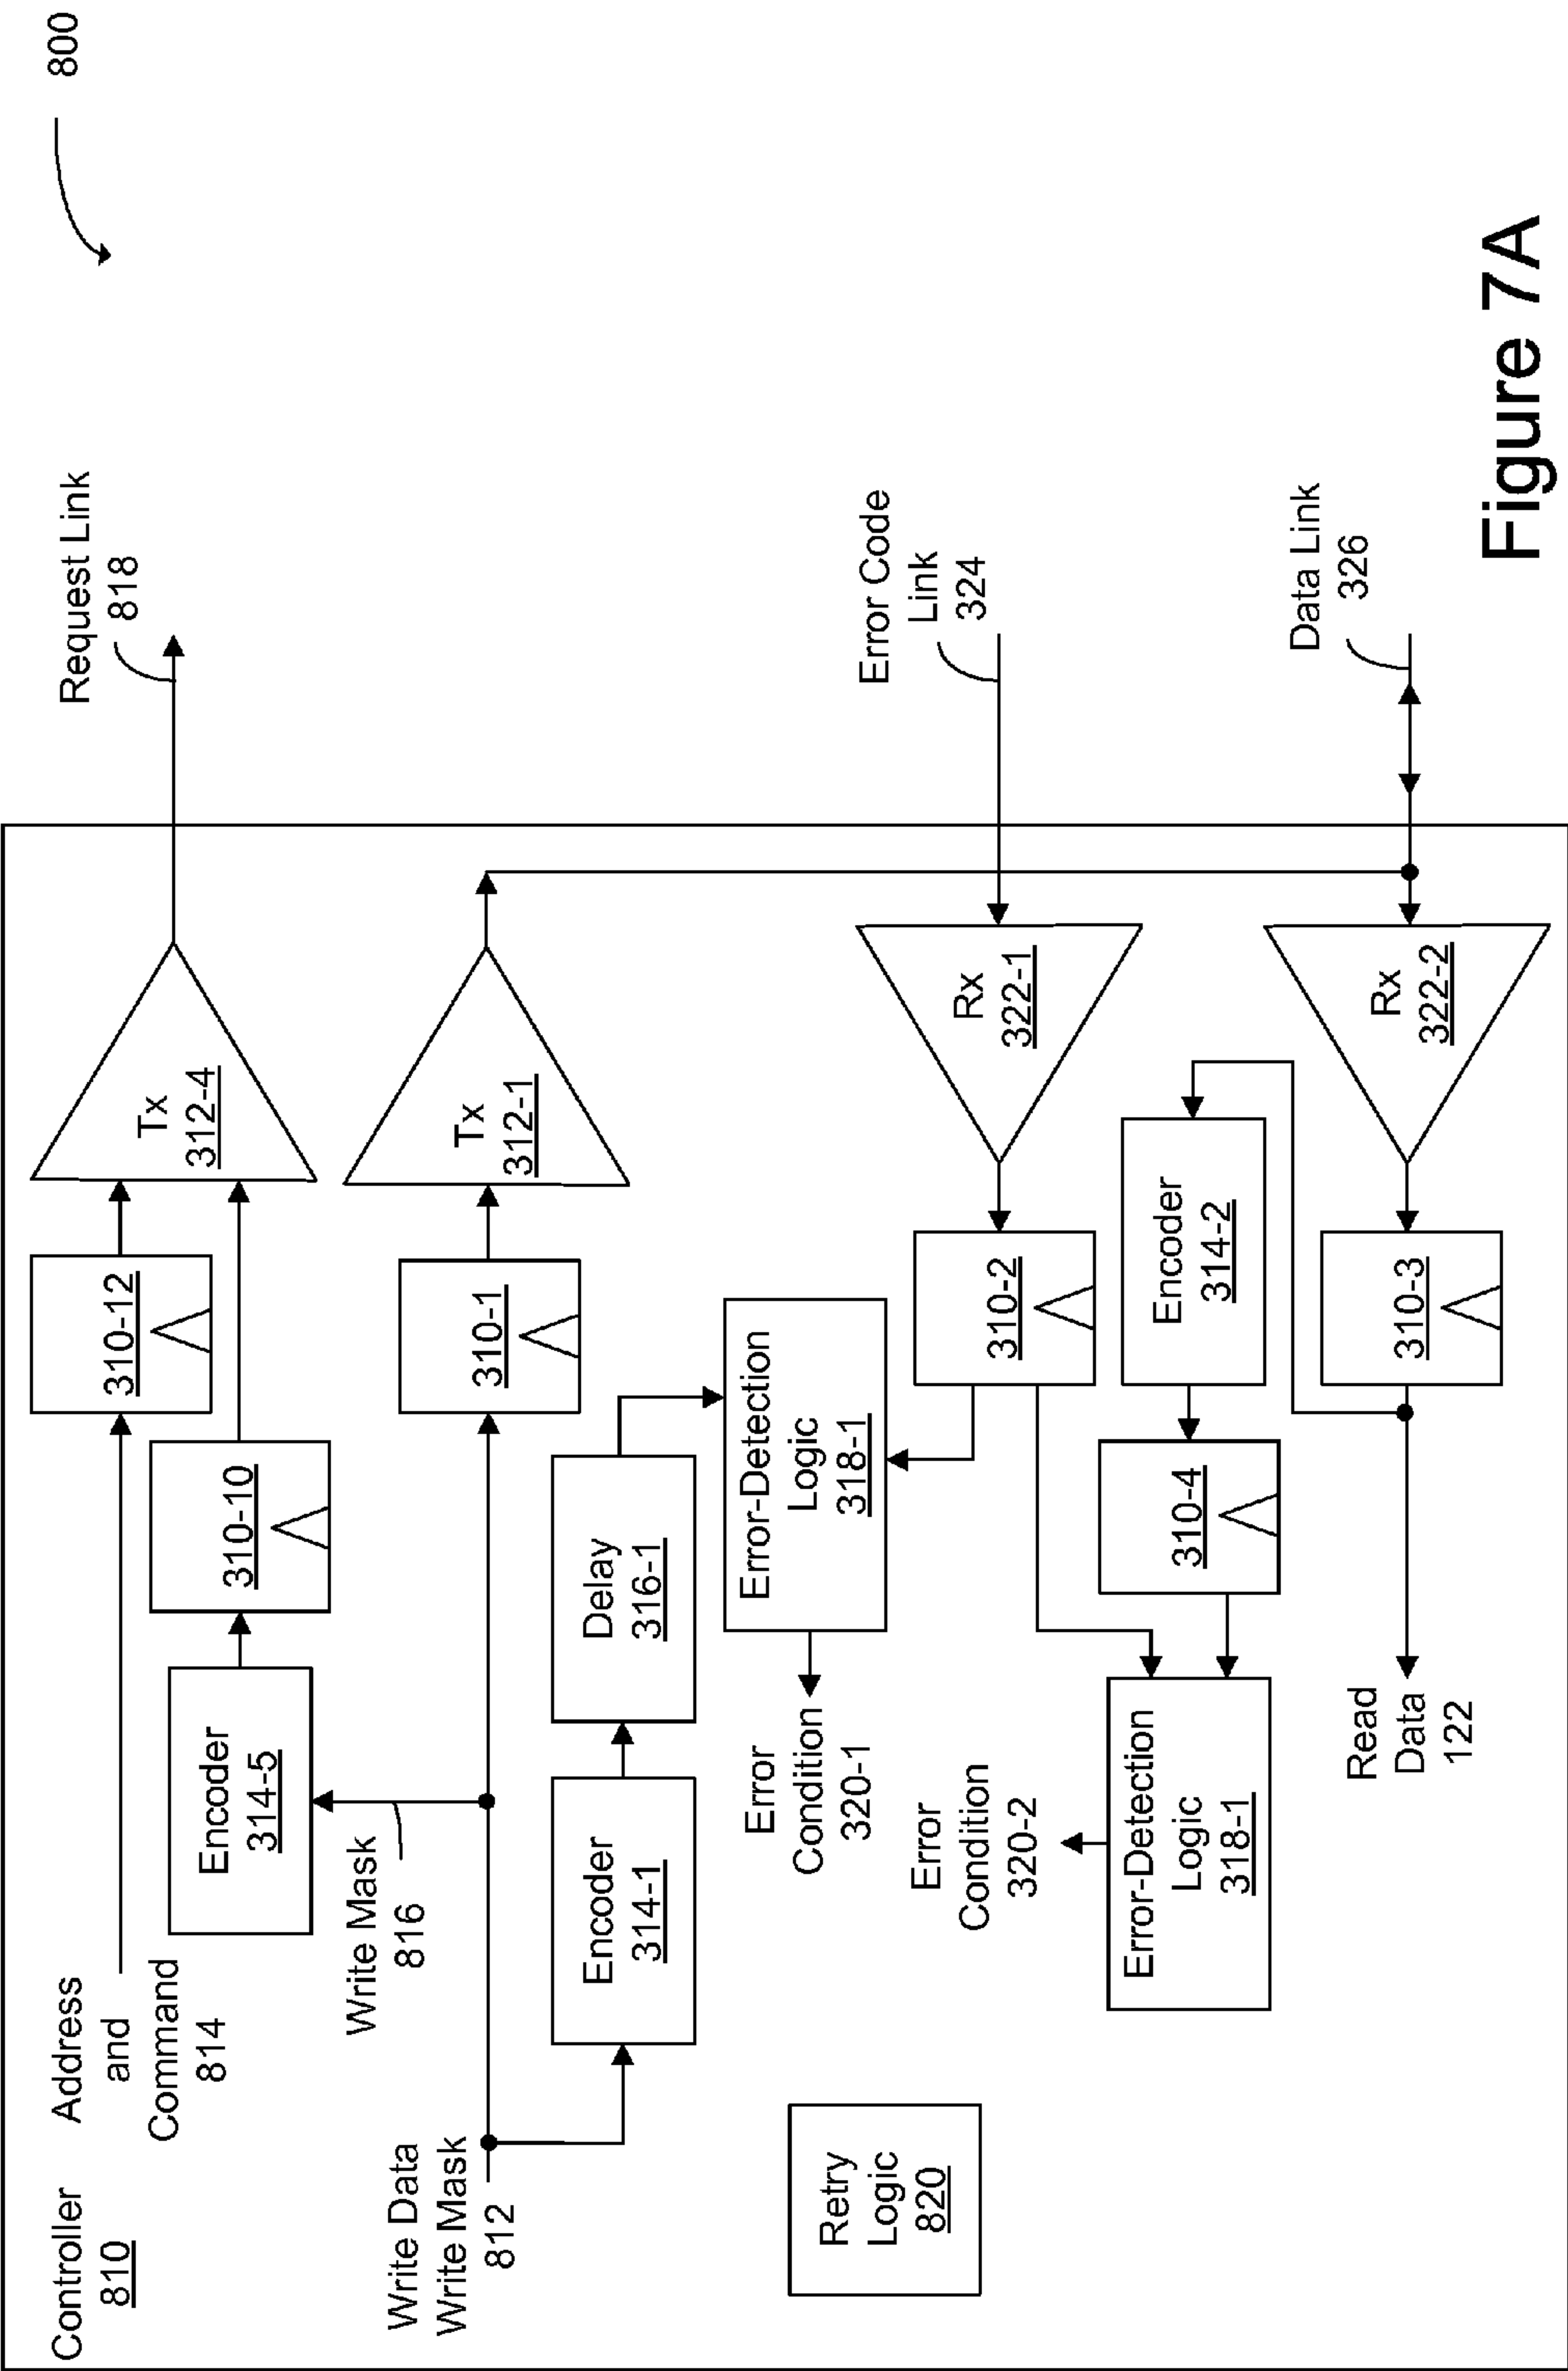 800
Controller
810
Address
and
Command
814
310-12
Tx
312-4
Request Link
818
Encoder
314-5
310-10
Write Mask
816
Write Data
Write Mask
812
310-1
Tx
312-1
Encoder
314-1
Delay
316-1
Error-Detection
Logic
318-1
Error
Condition
320-1
Retry
Logic
820
310-2
Rx
322-1
Error Code
Link
324
Error
Condition
320-2
Error-Detection
Logic
318-1
310-4
Encoder
314-2
Read
Data
122
310-3
Rx
322-2
Data Link
326
Figure 7A